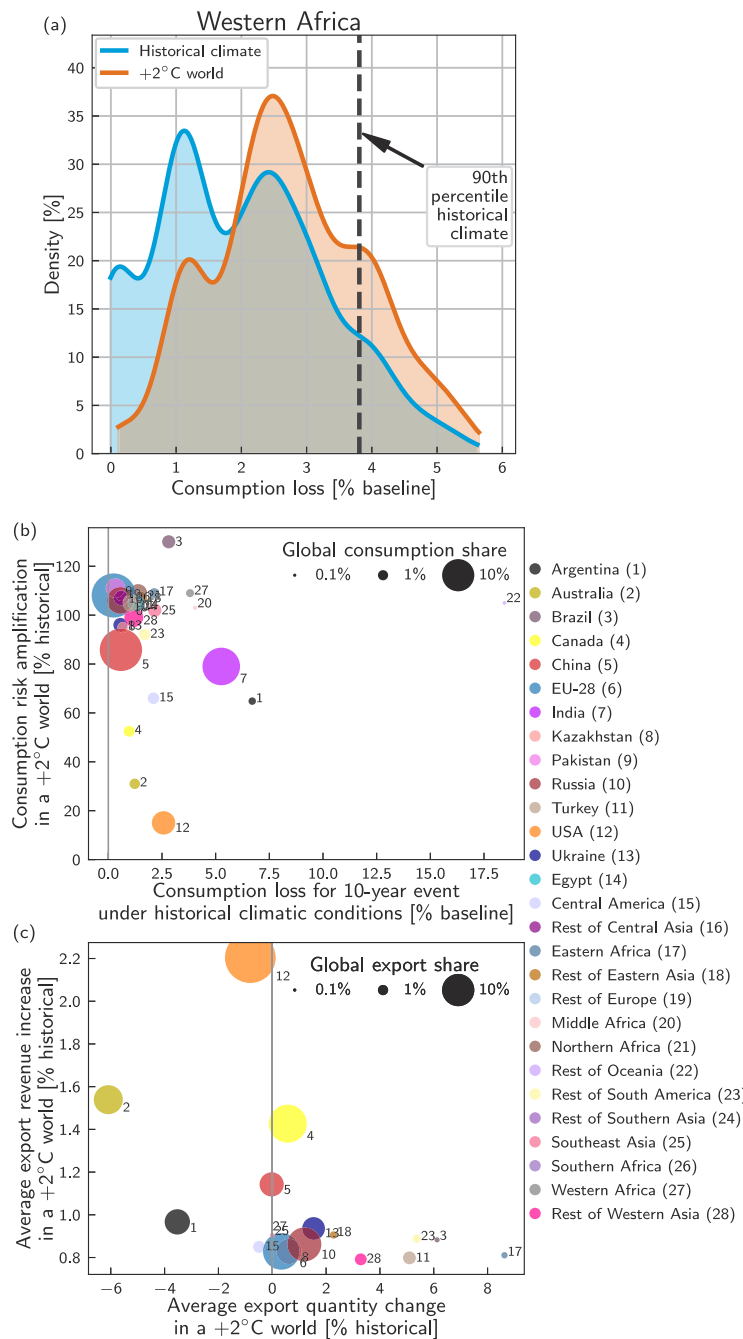 (a)
Western Africa
Historical climate
+2°C world
90th
percentile
historical
climate
Density [%]
40
35
30
25
20
15
10
5
0
0 1 2 3 4 5 6
Consumption loss [% baseline]
(b)
Global consumption share
0.1% 1% 10%
Consumption risk amplification
in a +2°C world [% historical]
120
100
80
60
40
20
0
3
17
27
22
25
20
28
23
5
7
15
1
4
2
12
0.0 2.5 5.0 7.5 10.0 12.5 15.0 17.5
Consumption loss for 10-year event
under historical climatic conditions [% baseline]
Argentina (1)
Australia (2)
Brazil (3)
Canada (4)
China (5)
EU-28 (6)
India (7)
Kazakhstan (8)
Pakistan (9)
Russia (10)
Turkey (11)
USA (12)
Ukraine (13)
Egypt (14)
Central America (15)
Rest of Central Asia (16)
Eastern Africa (17)
Rest of Eastern Asia (18)
Rest of Europe (19)
Middle Africa (20)
Northern Africa (21)
Rest of Oceania (22)
Rest of South America (23)
Rest of Southern Asia (24)
Southeast Asia (25)
Southern Africa (26)
Western Africa (27)
Rest of Western Asia (28)
(c)
Global export share
0.1% 1% 10%
Average export revenue increase
in a +2°C world [% historical]
2.2
2.0
1.8
1.6
1.4
1.2
1.0
0.8
12
2
4
5
1
27
25
13
18
23
3
15
8
10
6
28
11
17
−6 −4 −2 0 2 4 6 8
Average export quantity change
in a +2°C world [% historical]